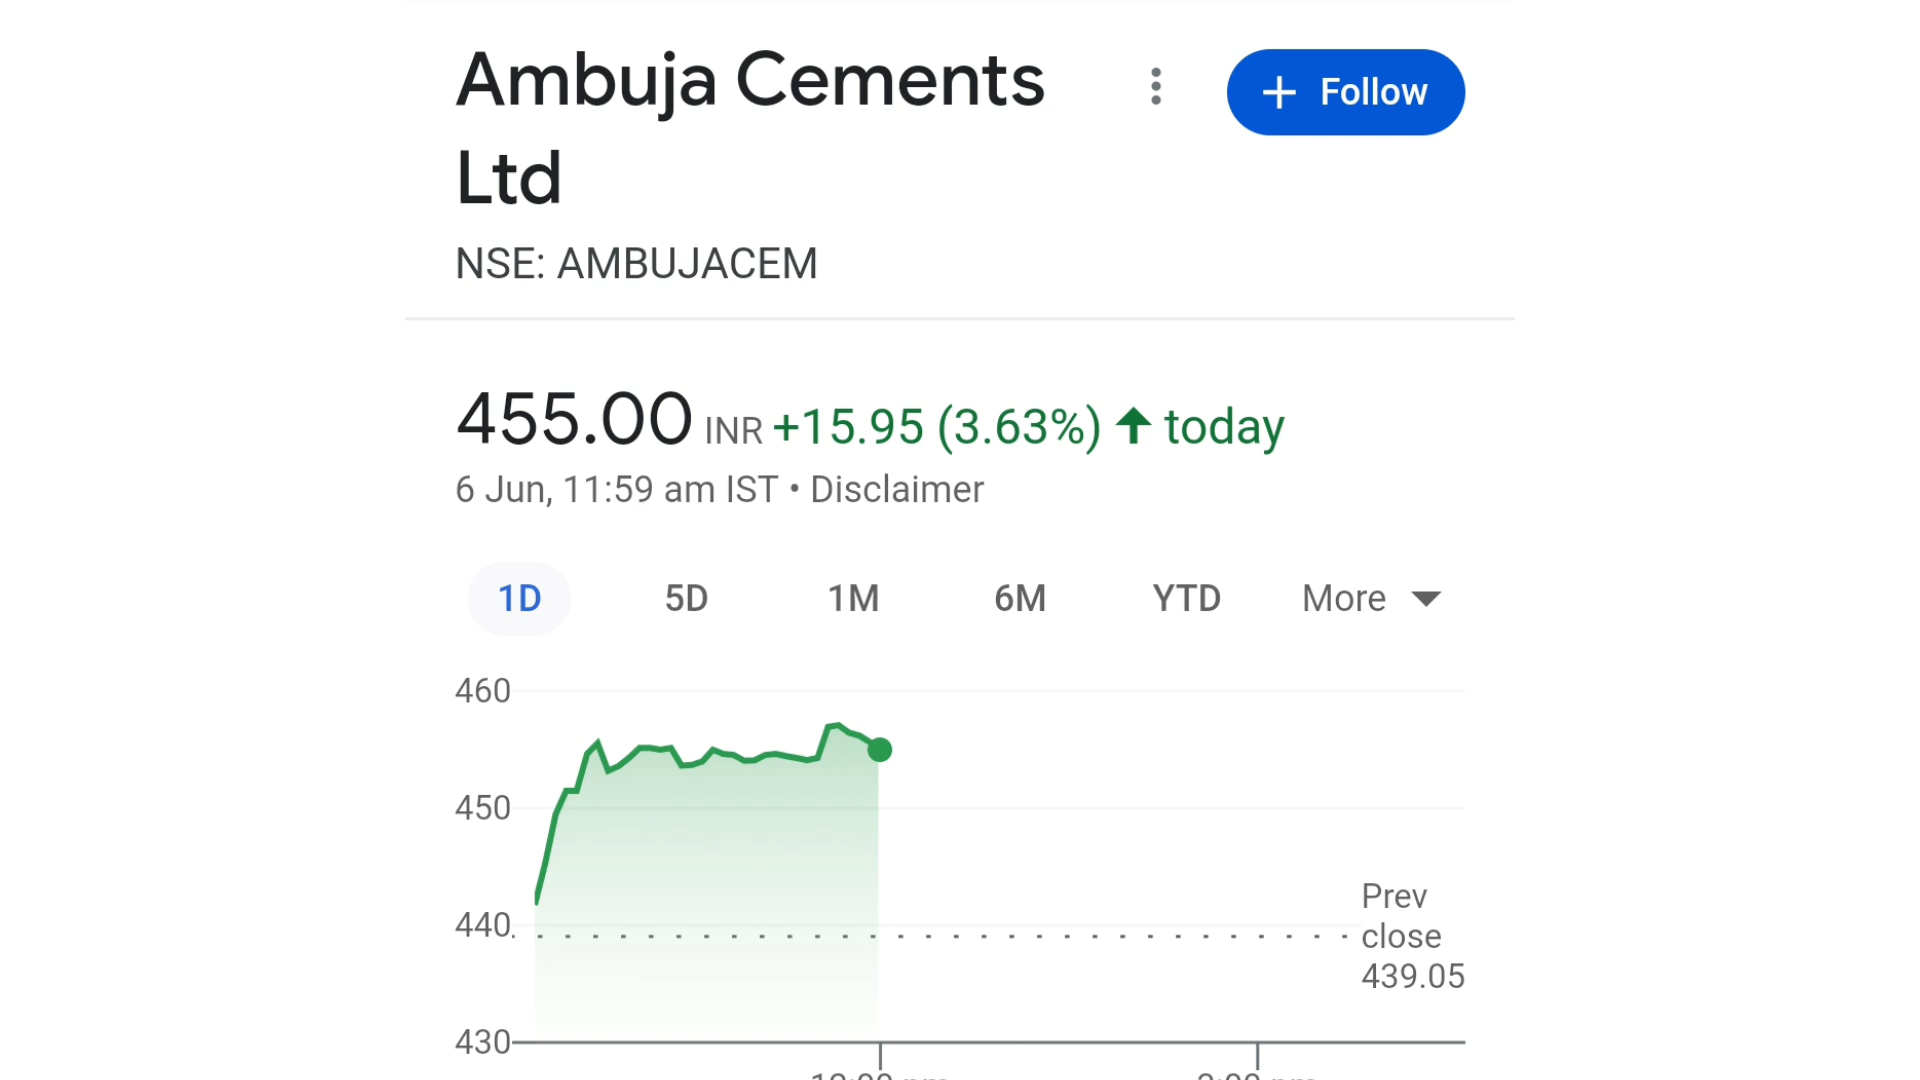 Ambuja Cements
Ltd
Follow
NSE: AMBUJACEM
455.00 INR +15.95 (3.63%) ↑ today
6 Jun, 11:59 am IST • Disclaimer
1D 5D 1M 6M YTD More
460
450
440
Prev
close
439.05
430